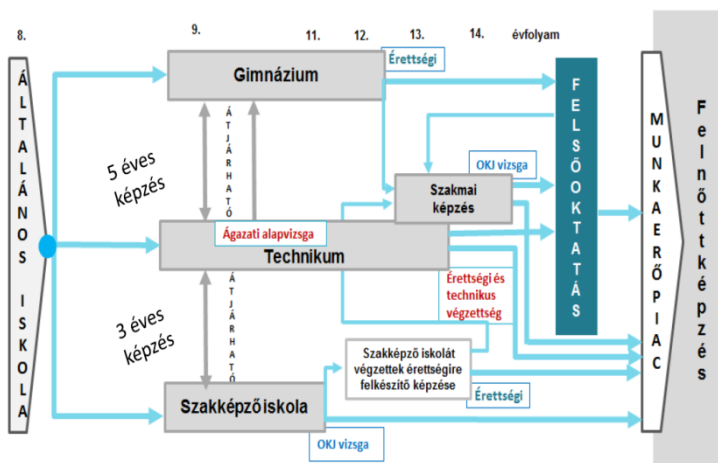 8.
9.
11.
12.
13.
14.
évfolyam
ÁLTALÁNOS ISKOLA
Gimnázium
Érettségi
ÁTJÁRHATÓ
5 éves
képzés
OKJ vizsga
Szakmai
képzés
FELSŐOKTATÁS
MUNKAERŐPIAC
Felnőttképzés
Ágazati alapvizsga
Technikum
ÁTJÁRHATÓ
Érettségi és
technikus
végzettség
3 éves
képzés
Szakképző iskolát
végzettek érettségire
felkészítő képzése
Érettségi
Szakképző iskola
OKJ vizsga